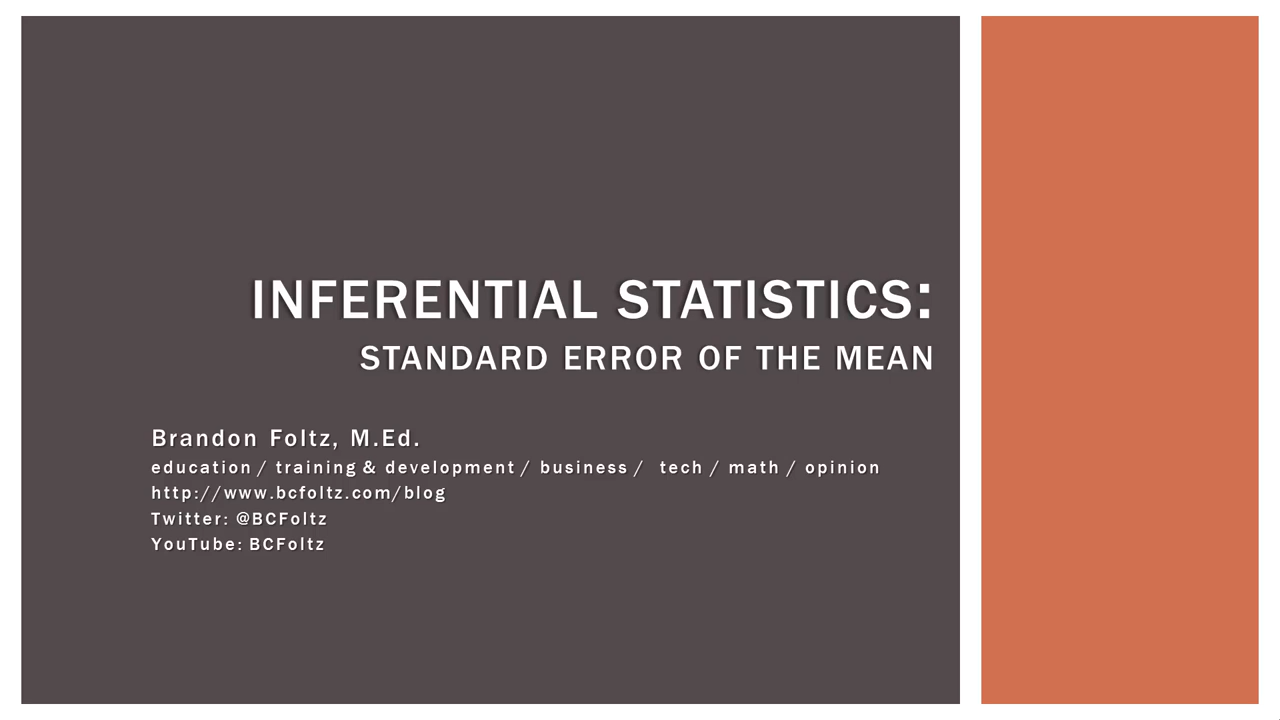 INFERENTIAL STATISTICS:
STANDARD ERROR OF THE MEAN
Brandon Foltz, M.Ed.
education / training & development / business / tech / math / opinion
http://www.bcfoltz.com/blog
Twitter: @BCFoltz
YouTube: BCFoltz